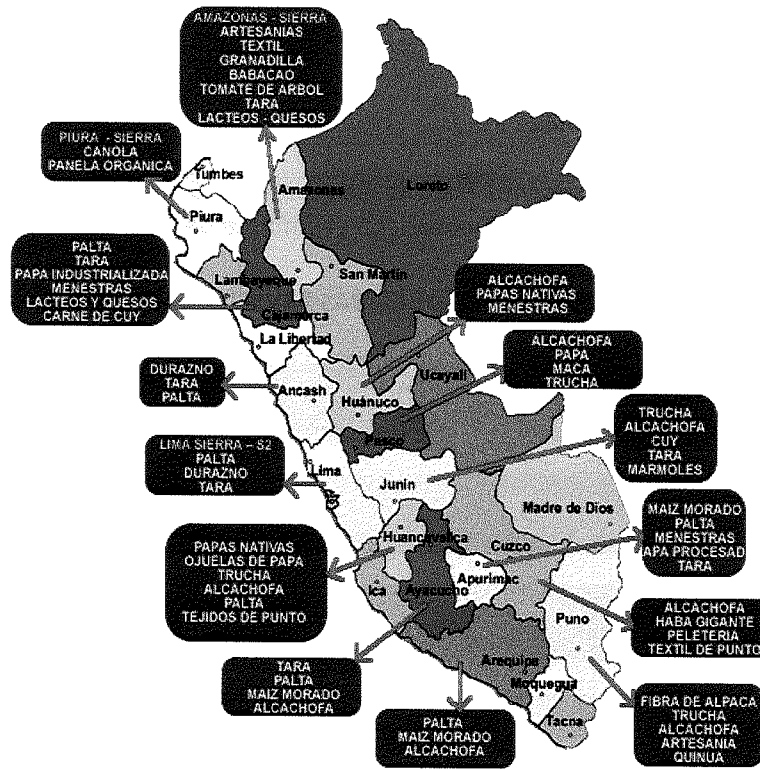 AMAZONAS - SIERRA
ARTESANIAS
TEXTIL
GRANADILLA
BABACAO
TOMATE DE ARBOL
TARA
LACTEOS - QUESOS
PIURA - SIERRA
CANOLA
PANELA ORGÁNICA
Tumbes
Piura
Amazonas
Loreto
PALTA
TARA
PAPA INDUSTRIALIZADA
MENESTRAS
LACTEOS Y QUESOS
CARNE DE CUY
Lambayeque
San Martin
Cajamarca
La Libertad
ALCACHOFA
PAPAS NATIVAS
MENESTRAS
DURAZNO
TARA
PALTA
Ancash
Huánuco
Ucayali
ALCACHOFA
PAPA
MACA
TRUCHA
Pasco
LIMA SIERRA – S2
PALTA
DURAZNO
TARA
Lima
Junín
TRUCHA
ALCACHOFA
CUY
TARA
MARMOLES
Madre de Dios
PAPAS NATIVAS
OJUELAS DE PAPA
TRUCHA
ALCACHOFA
PALTA
TEJIDOS DE PUNTO
Huancavelica
Cuzco
MAIZ MORADO
PALTA
MENESTRAS
APA PROCESAD
TARA
Ica
Ayacucho
Apurimac
Puno
ALCACHOFA
HABA GIGANTE
PELETERIA
TEXTIL DE PUNTO
TARA
PALTA
MAIZ MORADO
ALCACHOFA
Arequipa
Moquegua
Tacna
PALTA
MAIZ MORADO
ALCACHOFA
FIBRA DE ALPACA
TRUCHA
ALCACHOFA
ARTESANIA
QUINUA